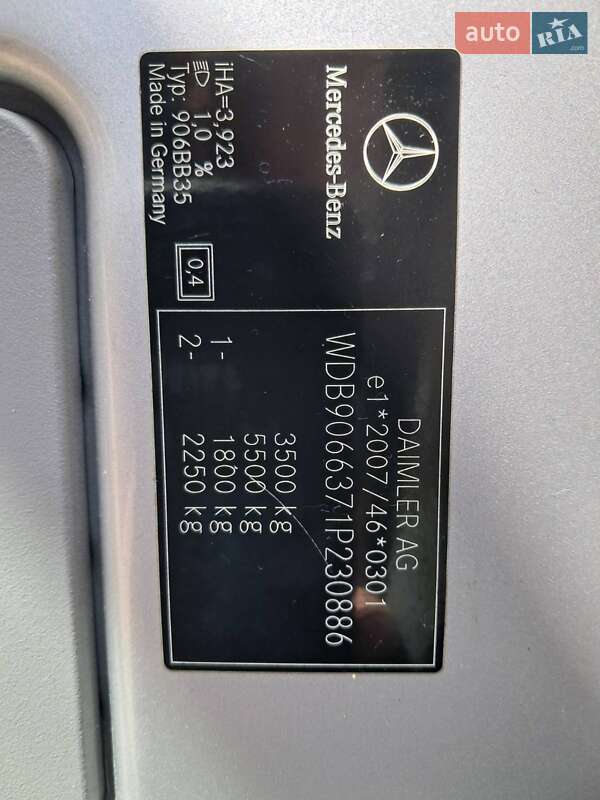 auto RIA.com
Mercedes-Benz
iHA=3,923
1,0 %
Typ: 906BB35
Made in Germany
0,4
DAIMLER AG
e1*2007/46*0301
WDB9066371P230886
3500 kg
5500 kg
1- 1800 kg
2- 2250 kg